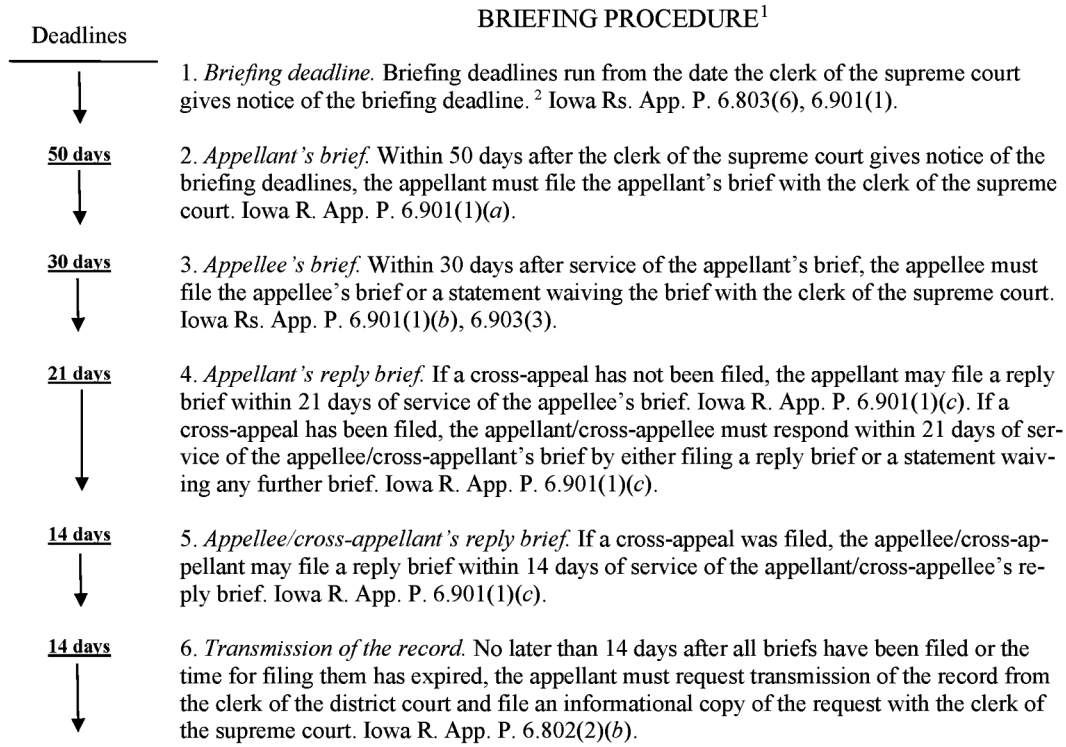 BRIEFING PROCEDURE1
Deadlines
1. Briefing deadline. Briefing deadlines run from the date the clerk of the supreme court
gives notice of the briefing deadline. 2 Iowa Rs. App. P. 6.803(6), 6.901(1).
50 days
2. Appellant's brief. Within 50 days after the clerk of the supreme court gives notice of the
briefing deadlines, the appellant must file the appellant's brief with the clerk of the supreme
court. Iowa R. App. P. 6.901(1)(a).
30 days
3. Appellee's brief. Within 30 days after service of the appellant's brief, the appellee must
file the appellee's brief or a statement waiving the brief with the clerk of the supreme court.
Iowa Rs. App. P. 6.901(1)(b), 6.903(3).
21 days
4. Appellant's reply brief. If a cross-appeal has not been filed, the appellant may file a reply
brief within 21 days of service of the appellee's brief. Iowa R. App. P. 6.901(1)(c). If a
cross-appeal has been filed, the appellant/cross-appellee must respond within 21 days of ser-
vice of the appellee/cross-appellant's brief by either filing a reply brief or a statement waiv-
ing any further brief. Iowa R. App. P. 6.901(1)(c).
14 days
5. Appellee/cross-appellant's reply brief. If a cross-appeal was filed, the appellee/cross-ap-
pellant may file a reply brief within 14 days of service of the appellant/cross-appellee's re-
ply brief. Iowa R. App. P. 6.901(1)(c).
14 days
6. Transmission of the record. No later than 14 days after all briefs have been filed or the
time for filing them has expired, the appellant must request transmission of the record from
the clerk of the district court and file an informational copy of the request with the clerk of
the supreme court. Iowa R. App. P. 6.802(2)(b).